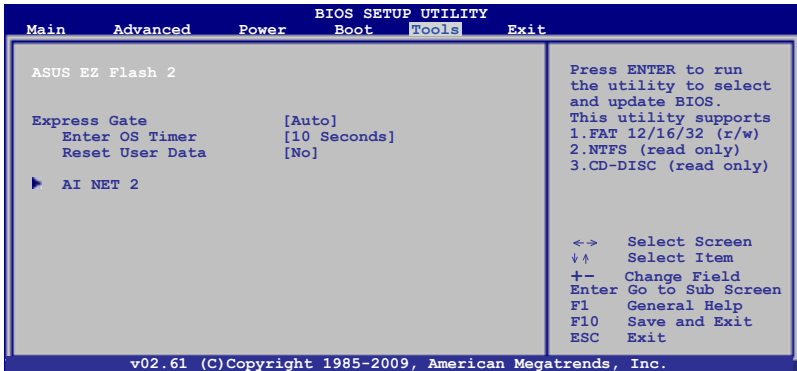 BIOS SETUP UTILITY
Main Advanced Power Boot Tools Exit
ASUS EZ Flash 2
Express Gate [Auto]
Enter OS Timer [10 Seconds]
Reset User Data [No]
AI NET 2
Press ENTER to run
the utility to select
and update BIOS.
This utility supports
1.FAT 12/16/32 (r/w)
2.NTFS (read only)
3.CD-DISC (read only)
←→ Select Screen
↓↑ Select Item
+- Change Field
Enter Go to Sub Screen
F1 General Help
F10 Save and Exit
ESC Exit
v02.61 (C)Copyright 1985-2009, American Megatrends, Inc.